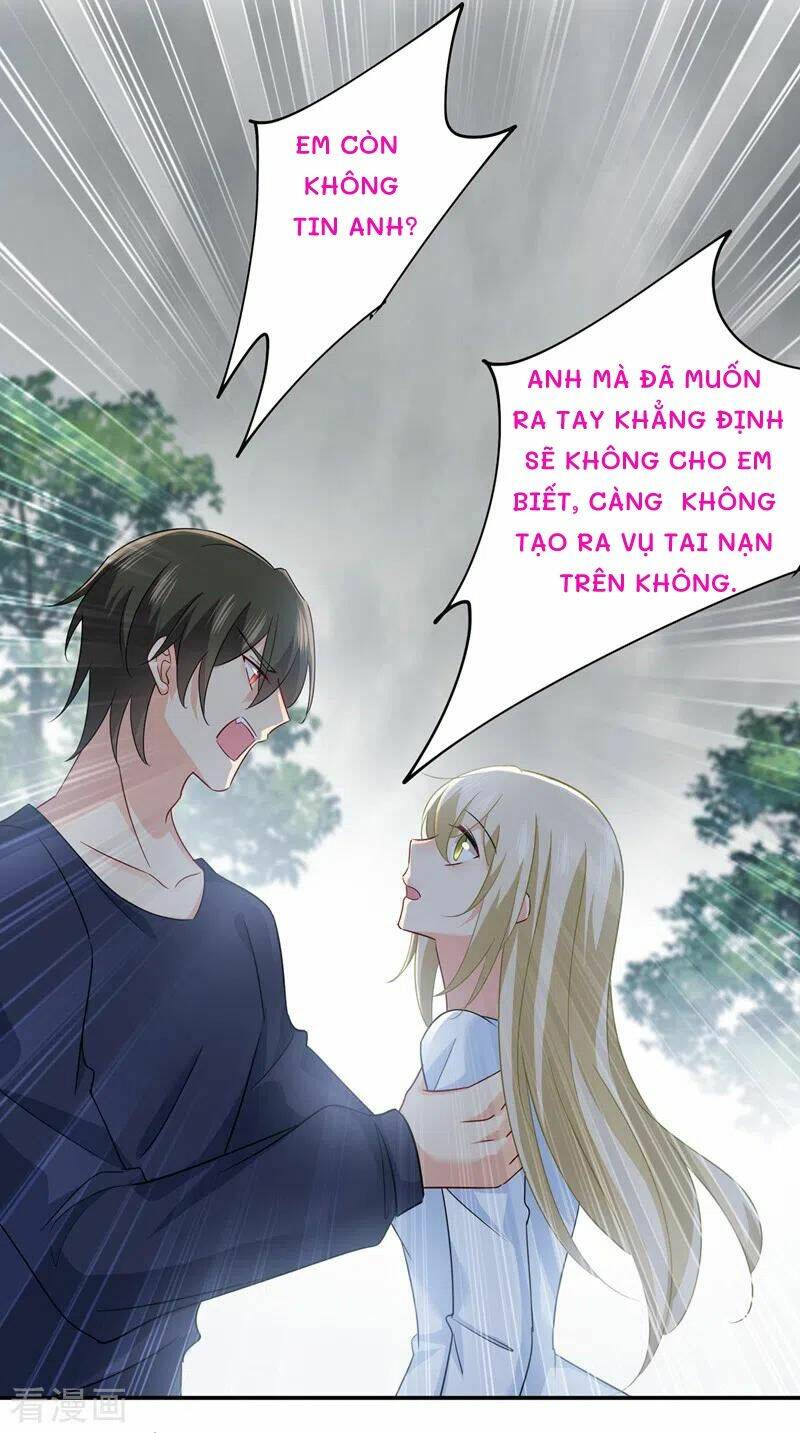 EM CÒN
KHÔNG
TIN ANH?
ANH MÀ ĐÃ MUỐN
RA TAY KHẲNG ĐỊNH
SẼ KHÔNG CHO EM
BIẾT, CÀNG KHÔNG
TẠO RA VỤ TAI NẠN
TRÊN KHÔNG.
看漫画